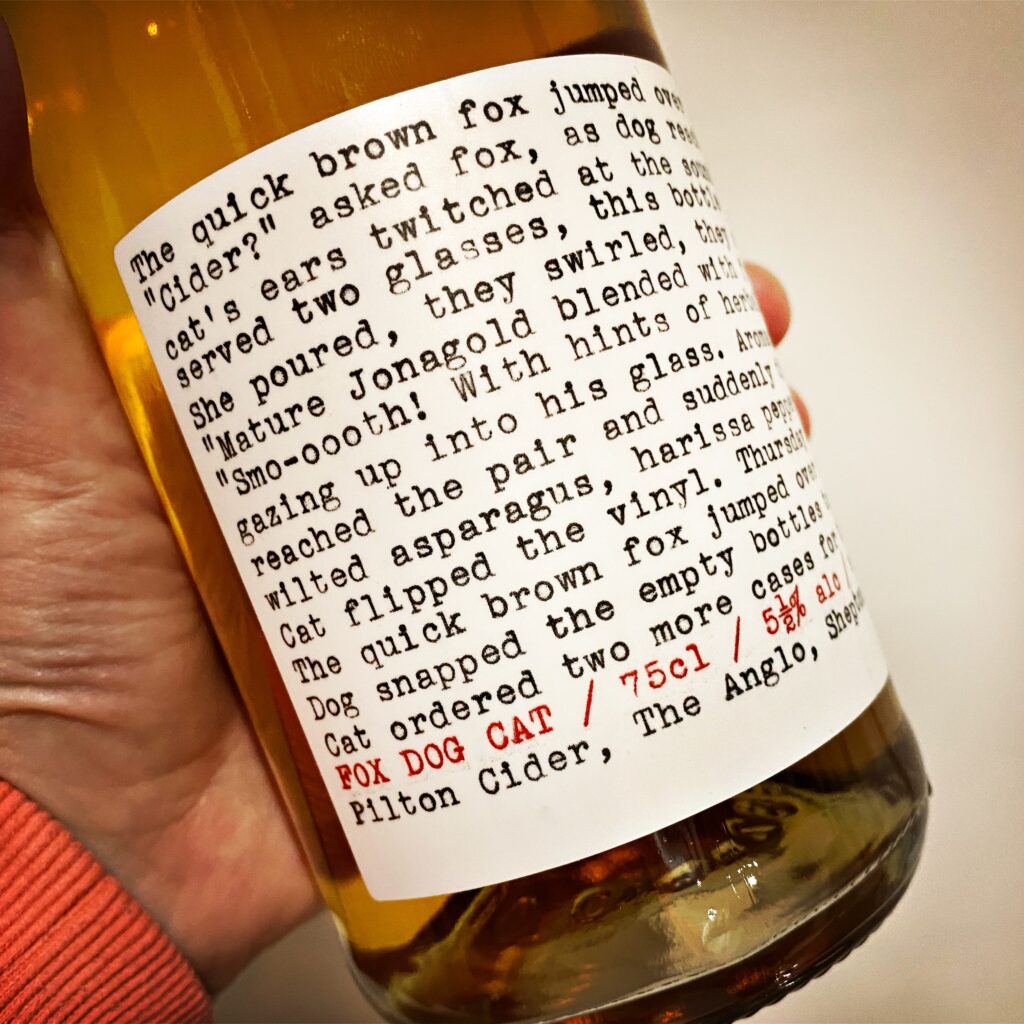 The quick brown fox jumped over
"Cider?" asked fox, as dog
cat's ears twitched at the
served two glasses, this bottle
She poured, they swirled, they
"Mature Jonagold blended with
"Smo-oooth! With hints of
gazing up into his glass.
reached the pair and suddenly
wilted asparagus, harissa
Cat flipped the vinyl. Thursday
The quick brown fox jumped over
Dog snapped the empty bottles
Cat ordered two more cases for
FOX DOG CAT / 75cl / 5½% alc /
Pilton Cider, The Anglo,